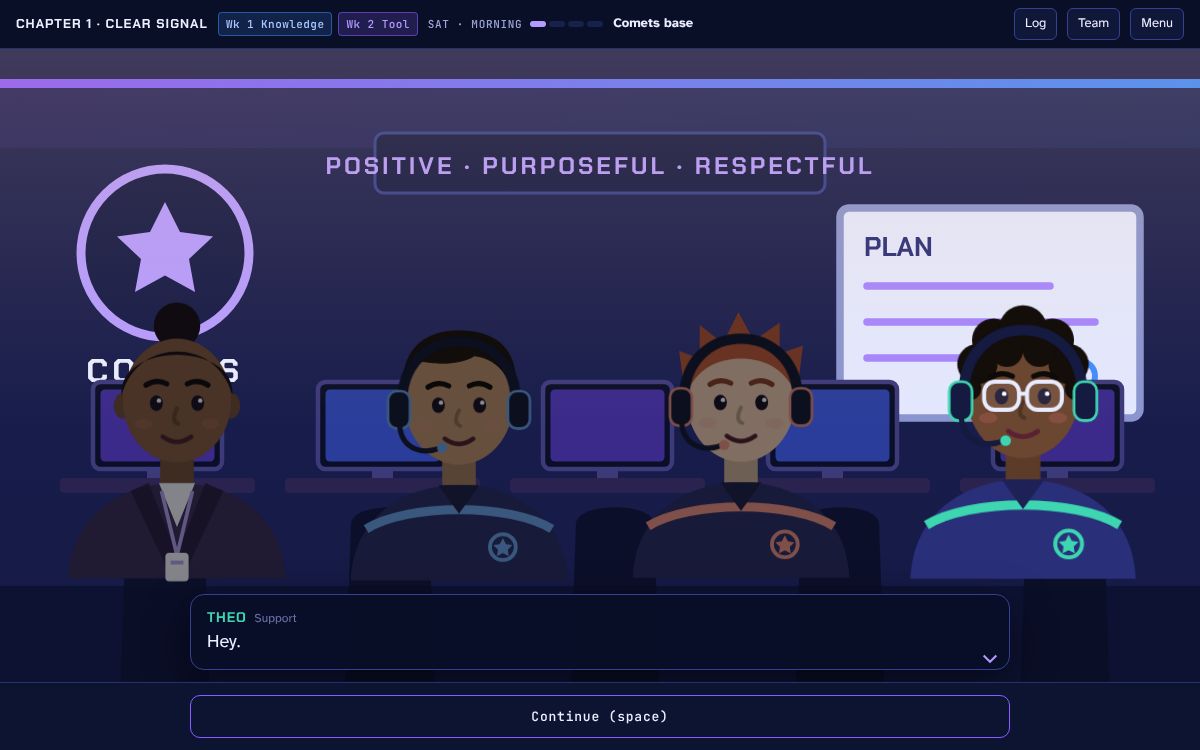 CHAPTER 1 · CLEAR SIGNAL
Wk 1 Knowledge
Wk 2 Tool
SAT · MORNING
Comets base
Log
Team
Menu
POSITIVE · PURPOSEFUL · RESPECTFUL
PLAN
THEO Support
Hey.
Continue (space)